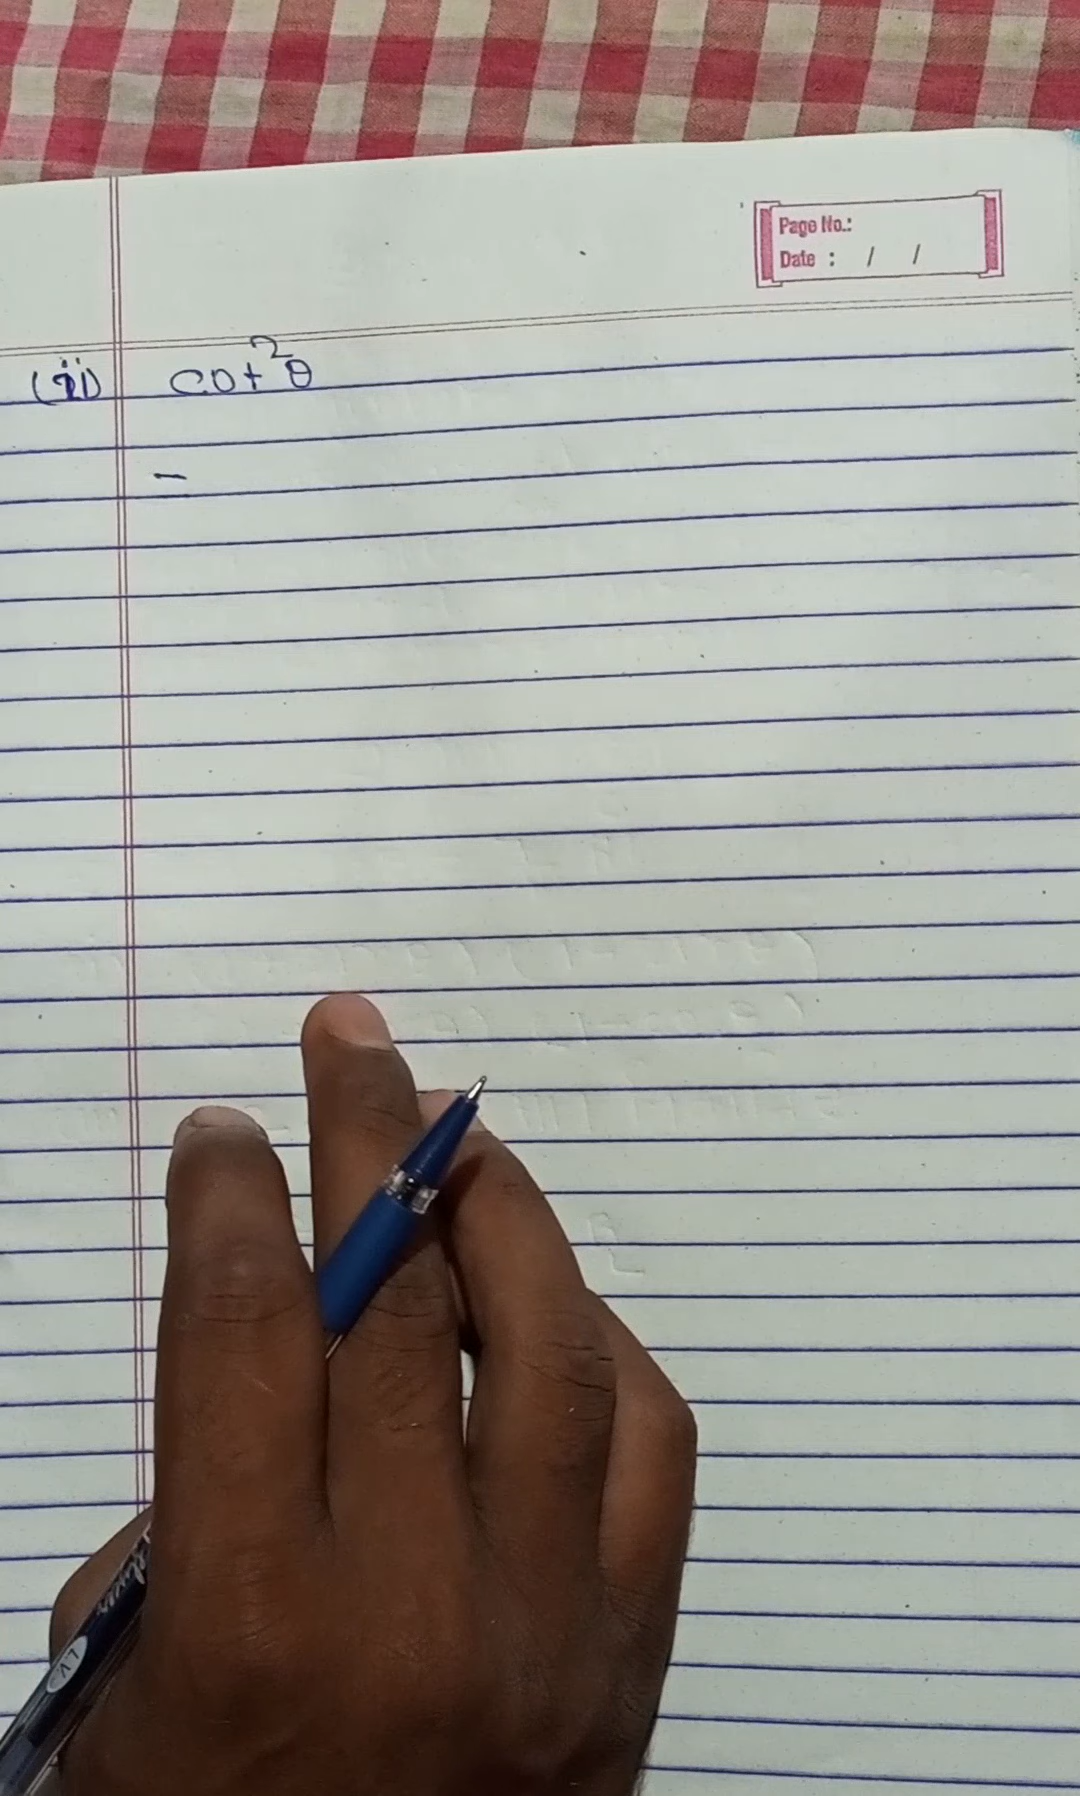 Page No.:
Date : / /
(ii) cot²θ
=